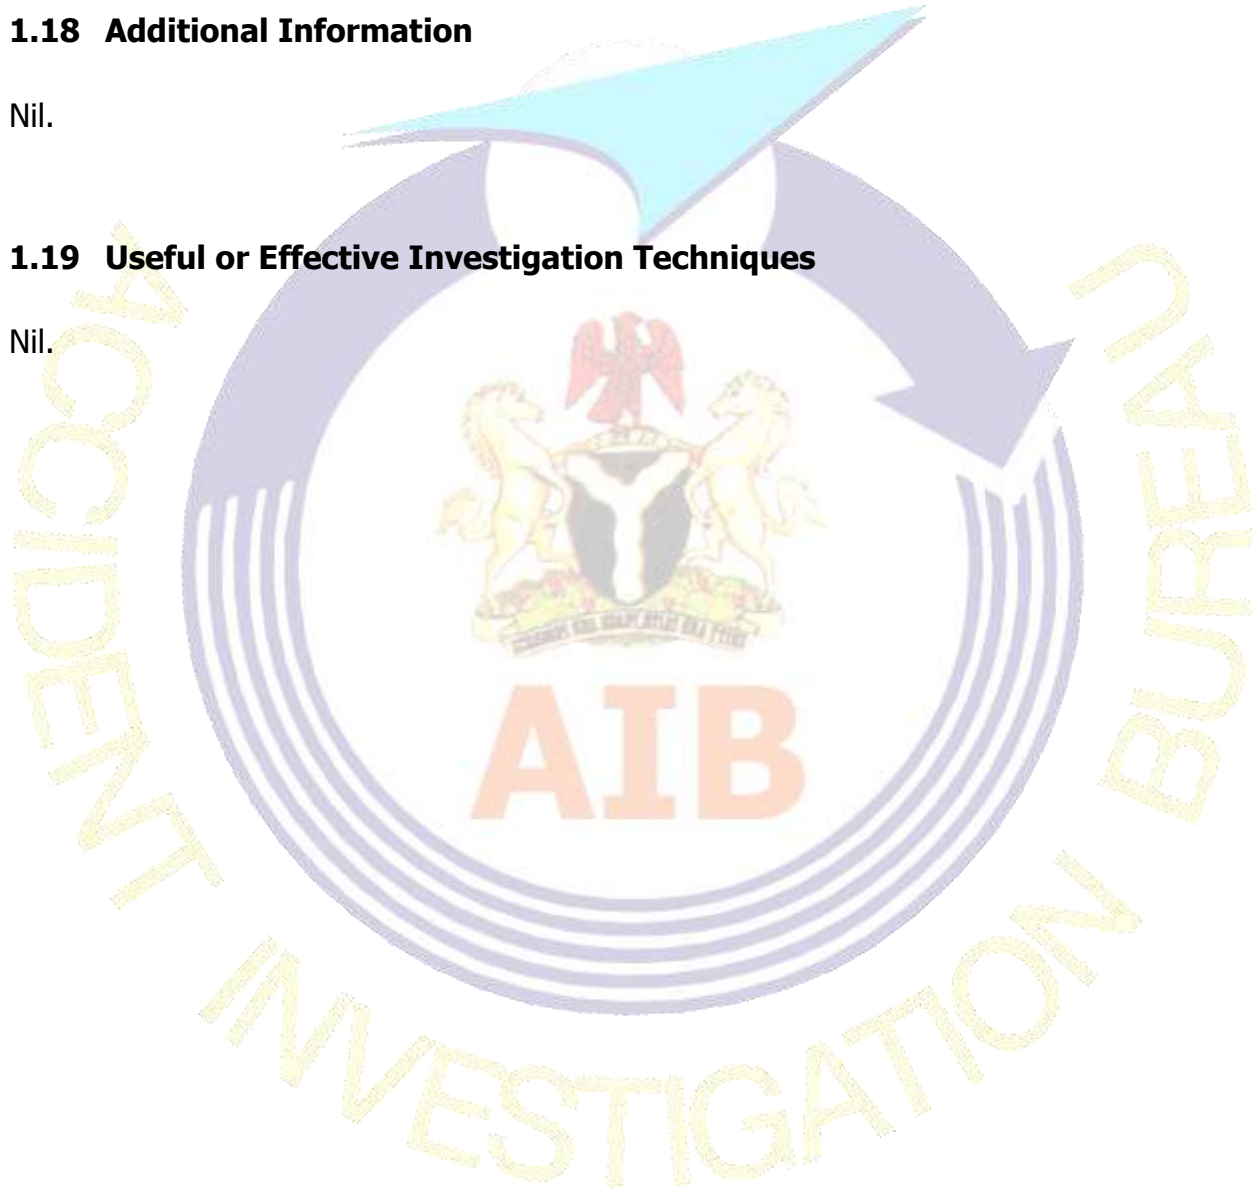 1.18 Additional Information
Nil.
1.19 Useful or Effective Investigation Techniques
Nil.
ACCIDENT INVESTIGATION BUREAU
AIB